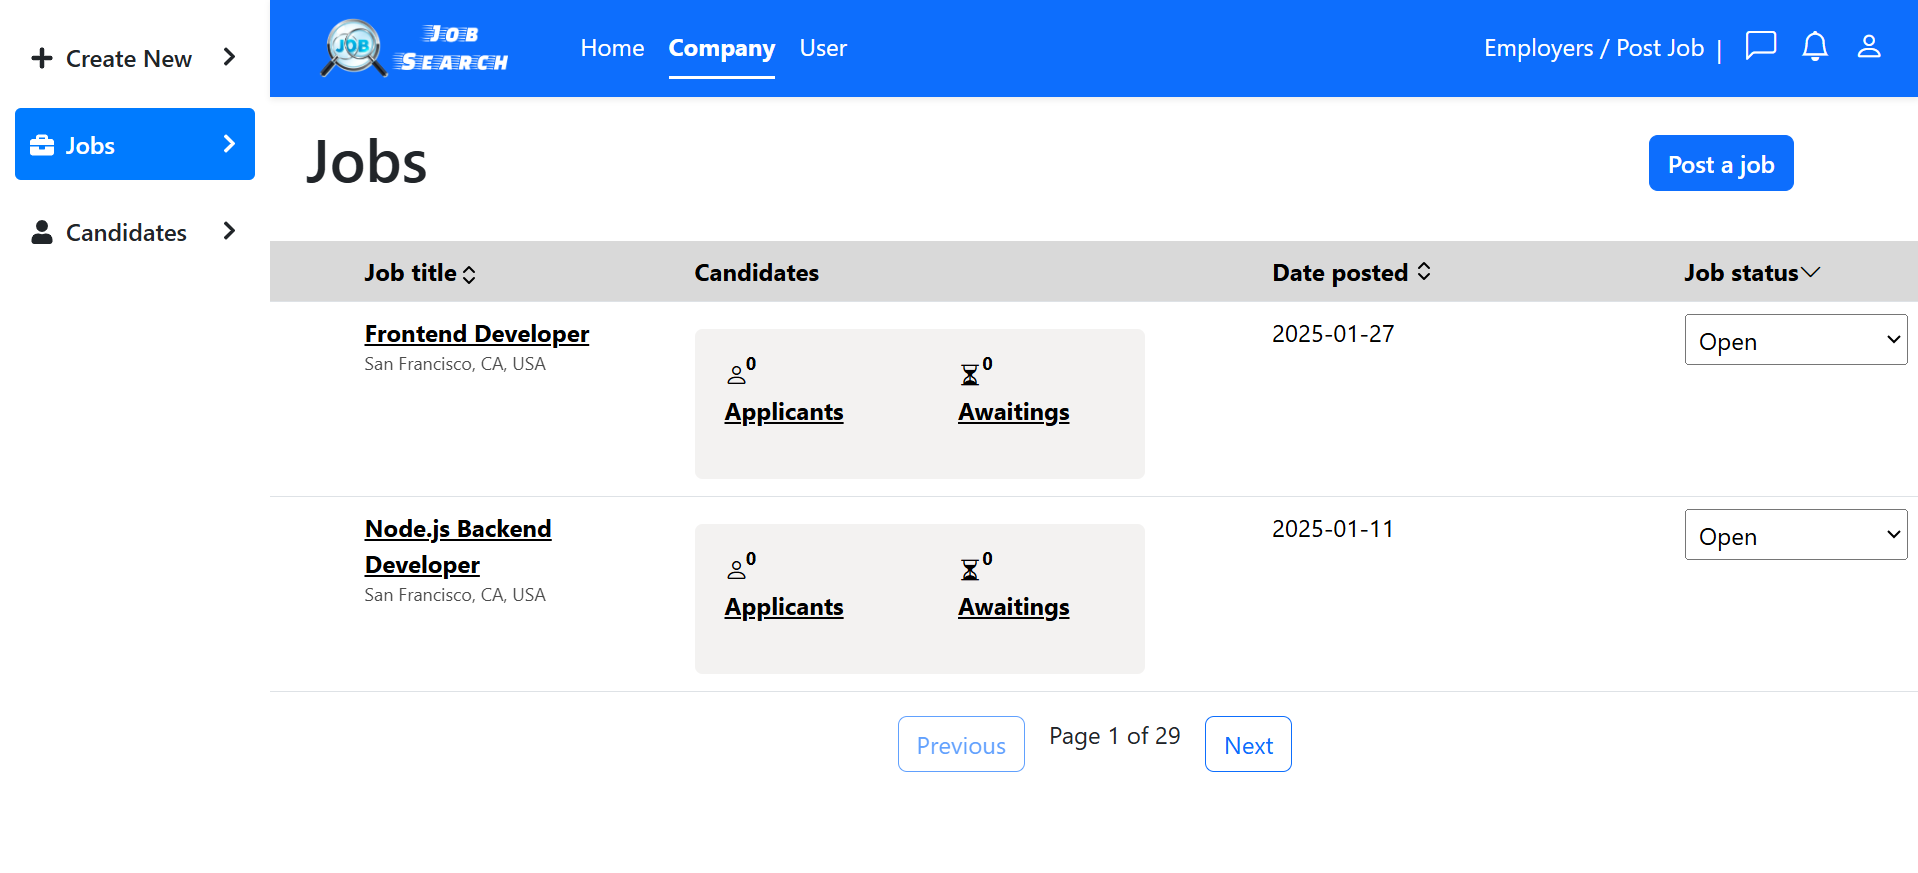 Create New
Jobs
Candidates
JOB
JOB
SEARCH
Home
Company
User
Employers / Post Job |
Jobs
Post a job
Job title
Candidates
Date posted
Job status
Frontend Developer
San Francisco, CA, USA
0
Applicants
0
Awaitings
2025-01-27
Open
Node.js Backend
Developer
San Francisco, CA, USA
0
Applicants
0
Awaitings
2025-01-11
Open
Previous
Page 1 of 29
Next